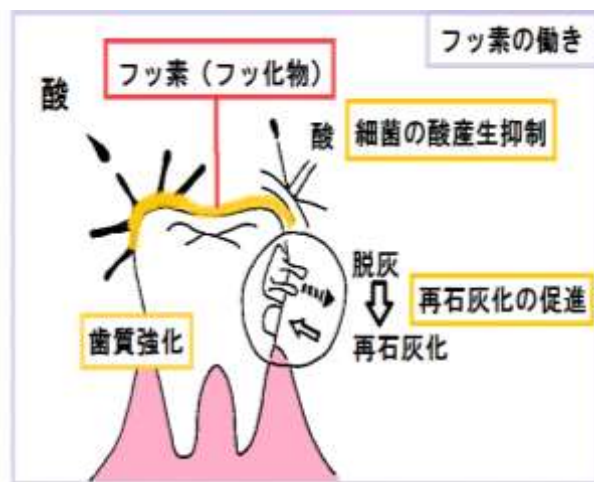 フッ素の働き
フッ素（フッ化物）
酸
酸
細菌の酸産生抑制
脱灰
再石灰化の促進
再石灰化
歯質強化